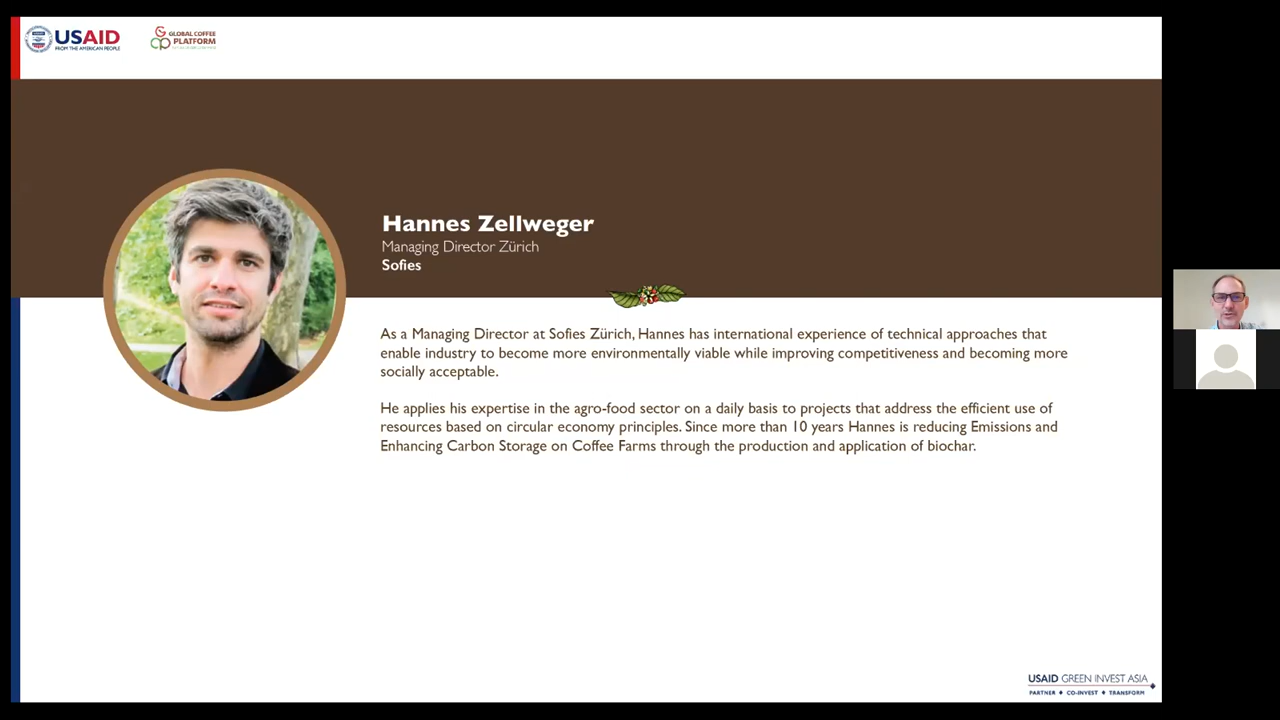 USAID
FROM THE AMERICAN PEOPLE
GLOBAL COFFEE
PLATFORM
Hannes Zellweger
Managing Director Zürich
Sofies
As a Managing Director at Sofies Zürich, Hannes has international experience of technical approaches that
enable industry to become more environmentally viable while improving competitiveness and becoming more
socially acceptable.
He applies his expertise in the agro-food sector on a daily basis to projects that address the efficient use of
resources based on circular economy principles. Since more than 10 years Hannes is reducing Emissions and
Enhancing Carbon Storage on Coffee Farms through the production and application of biochar.
USAID GREEN INVEST ASIA
PARTNER ♦ CO-INVEST ♦ TRANSFORM